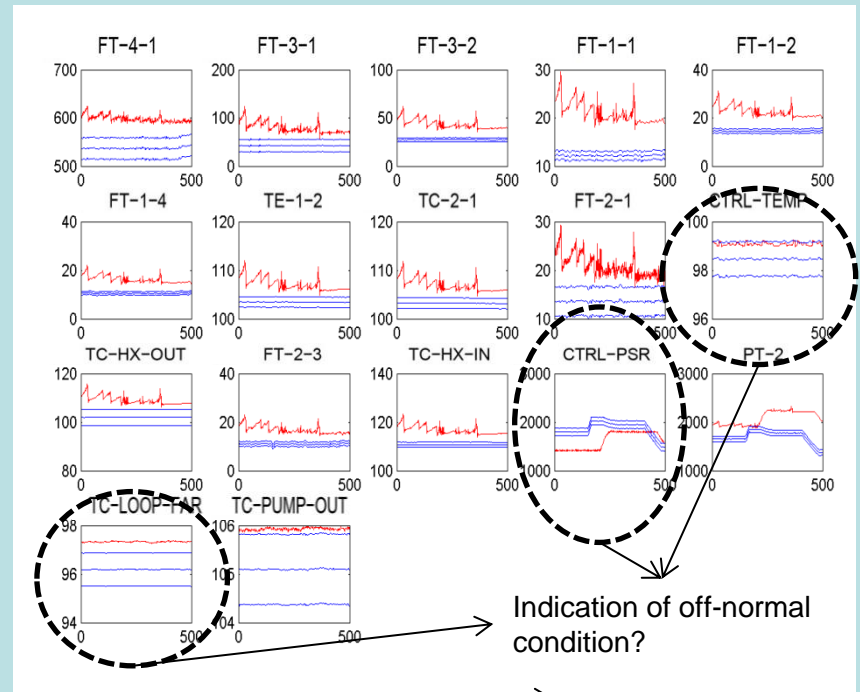 FT-4-1 FT-3-1 FT-3-2 FT-1-1 FT-1-2
700 200 100 30 40
600 100 50 20 20
500 0 0 10 0
0 500 0 500 0 500 0 500 0 500
FT-1-4 TE-1-2 TC-2-1 FT-2-1 CTRL-TEMP
40 120 120 30 100
20 110 110 20 98
0 100 100 10 96
0 500 0 500 0 500 0 500 0 500
TC-HX-OUT FT-2-3 TC-HX-IN CTRL-PSR PT-2
120 40 140 3000 3000
100 20 120 2000 2000
80 0 100 1000 1000
0 500 0 500 0 500 0 500 0 500
TC-LOOP-FAR TC-PUMP-OUT
98 106
96 105
94 104
0 500 0 500
Indication of off-normal
condition?